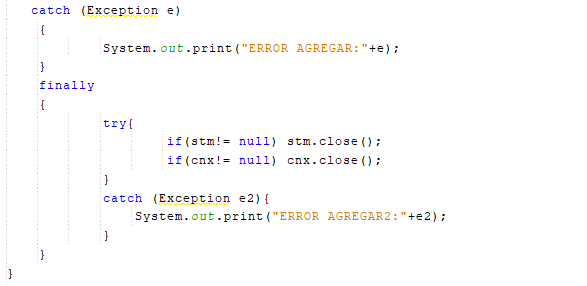 catch (Exception e)
{
System.out.print("ERROR AGREGAR:"+e);
}
finally
{
try{
if(stm!= null) stm.close();
if(cnx!= null) cnx.close();
}
catch (Exception e2){
System.out.print("ERROR AGREGAR2:"+e2);
}
}
}